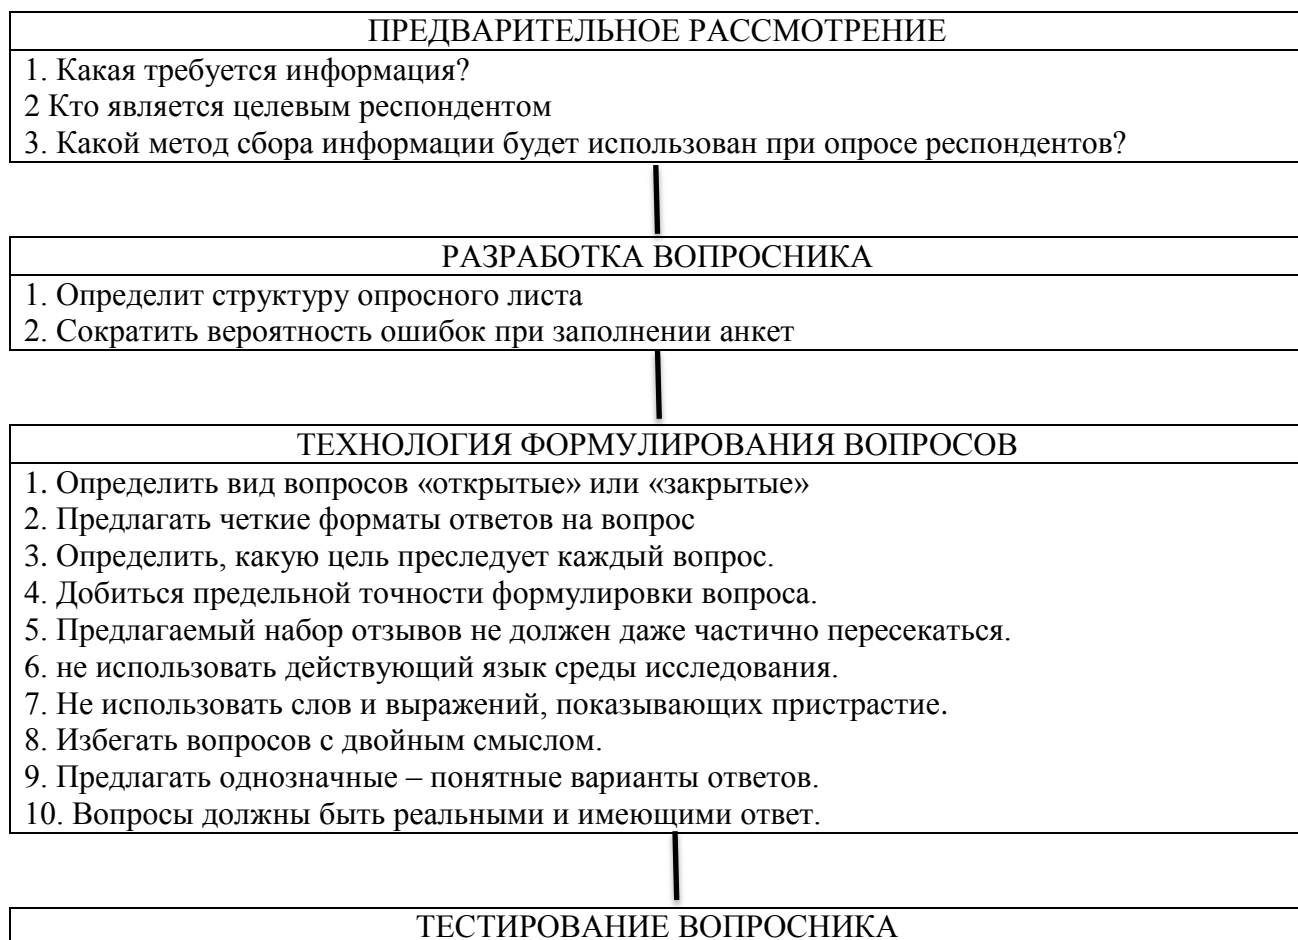 ПРЕДВАРИТЕЛЬНОЕ РАССМОТРЕНИЕ
1. Какая требуется информация?
2 Кто является целевым респондентом
3. Какой метод сбора информации будет использован при опросе респондентов?
РАЗРАБОТКА ВОПРОСНИКА
1. Определит структуру опросного листа
2. Сократить вероятность ошибок при заполнении анкет
ТЕХНОЛОГИЯ ФОРМУЛИРОВАНИЯ ВОПРОСОВ
1. Определить вид вопросов «открытые» или «закрытые»
2. Предлагать четкие форматы ответов на вопрос
3. Определить, какую цель преследует каждый вопрос.
4. Добиться предельной точности формулировки вопроса.
5. Предлагаемый набор отзывов не должен даже частично пересекаться.
6. не использовать действующий язык среды исследования.
7. Не использовать слов и выражений, показывающих пристрастие.
8. Избегать вопросов с двойным смыслом.
9. Предлагать однозначные – понятные варианты ответов.
10. Вопросы должны быть реальными и имеющими ответ.
ТЕСТИРОВАНИЕ ВОПРОСНИКА